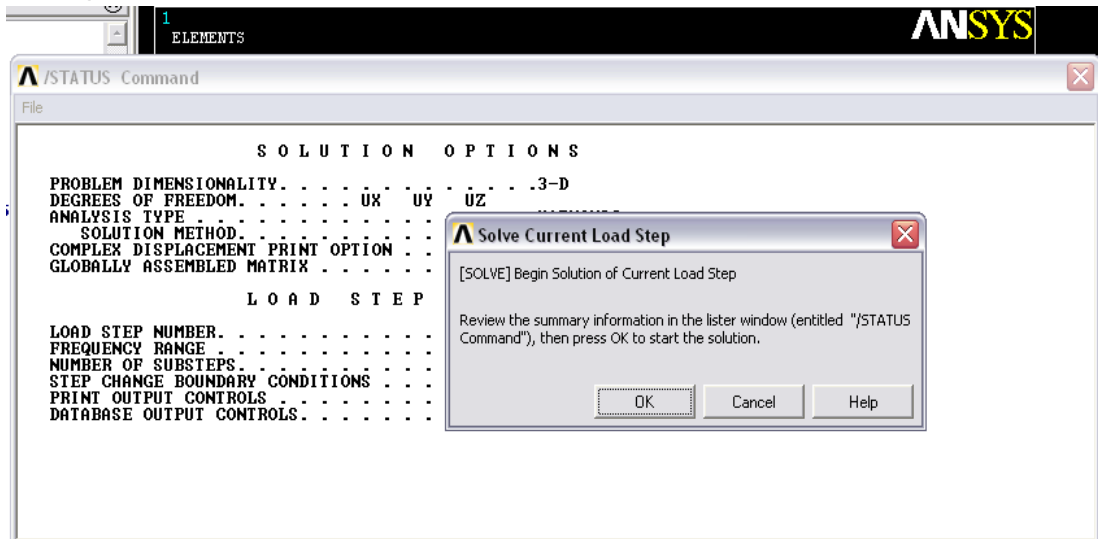 1
ELEMENTS
ANSYS
/STATUS Command
File
S O L U T I O N   O P T I O N S
PROBLEM DIMENSIONALITY. . . . . . . . . . . . .3-D
DEGREES OF FREEDOM. . . . . . UX   UY   UZ
ANALYSIS TYPE . . . . . . . . . . .
SOLUTION METHOD. . . . . . . . . .
COMPLEX DISPLACEMENT PRINT OPTION . .
GLOBALLY ASSEMBLED MATRIX . . . . . .
L O A D   S T E P
LOAD STEP NUMBER. . . . . . . . . .
FREQUENCY RANGE . . . . . . . . . .
NUMBER OF SUBSTEPS. . . . . . . . .
STEP CHANGE BOUNDARY CONDITIONS . . .
PRINT OUTPUT CONTROLS . . . . . . . .
DATABASE OUTPUT CONTROLS. . . . . . .
Solve Current Load Step
[SOLVE] Begin Solution of Current Load Step
Review the summary information in the lister window (entitled "/STATUS
Command"), then press OK to start the solution.
OK
Cancel
Help